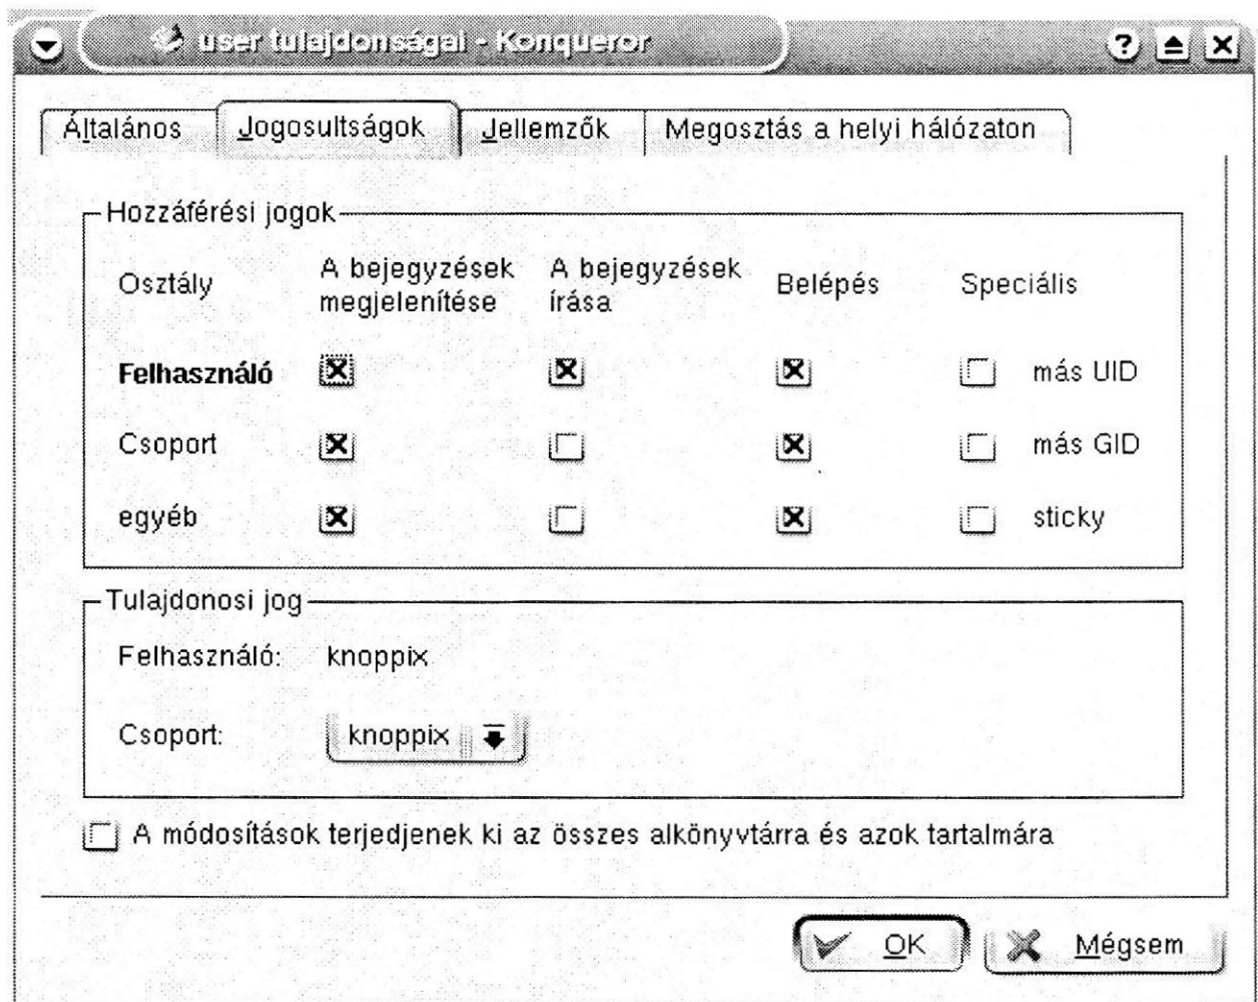 user tulajdonságai - Konqueror
Általános Jogosultságok Jellemzők Megosztás a helyi hálózaton
Hozzáférési jogok
Osztály A bejegyzések megjelenítése A bejegyzések írása Belépés Speciális
Felhasználó más UID
Csoport más GID
egyéb sticky
Tulajdonosi jog
Felhasználó: knoppix
Csoport: knoppix
A módosítások terjedjenek ki az összes alkönyvtárra és azok tartalmára
OK Mégsem